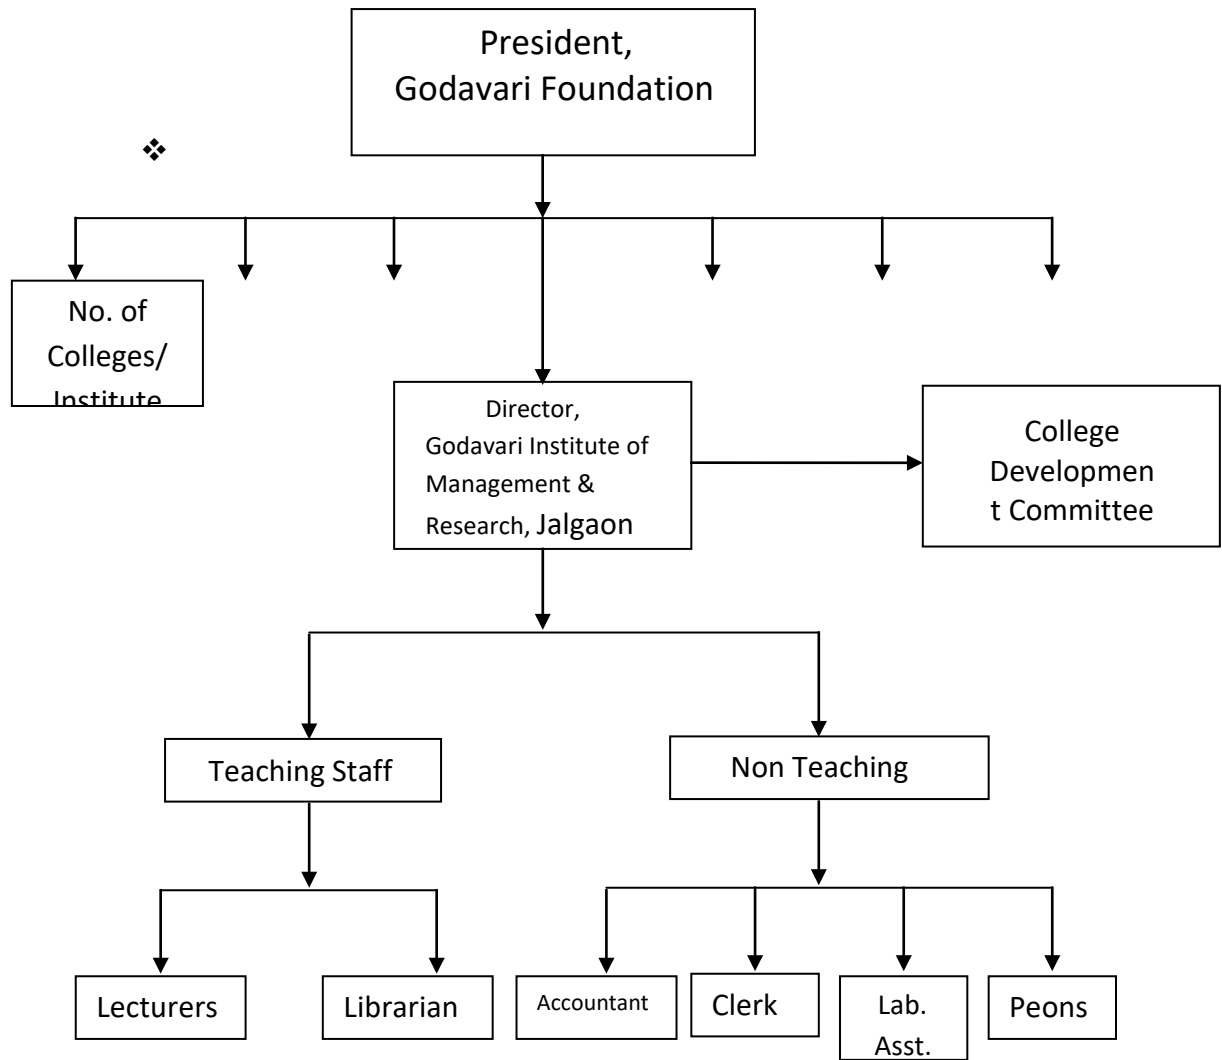 President,
Godavari Foundation
No. of
Colleges/
Institute
Director,
Godavari Institute of
Management &
Research, Jalgaon
College
Developmen
t Committee
Teaching Staff
Non Teaching
Lecturers
Librarian
Accountant
Clerk
Lab.
Asst.
Peons